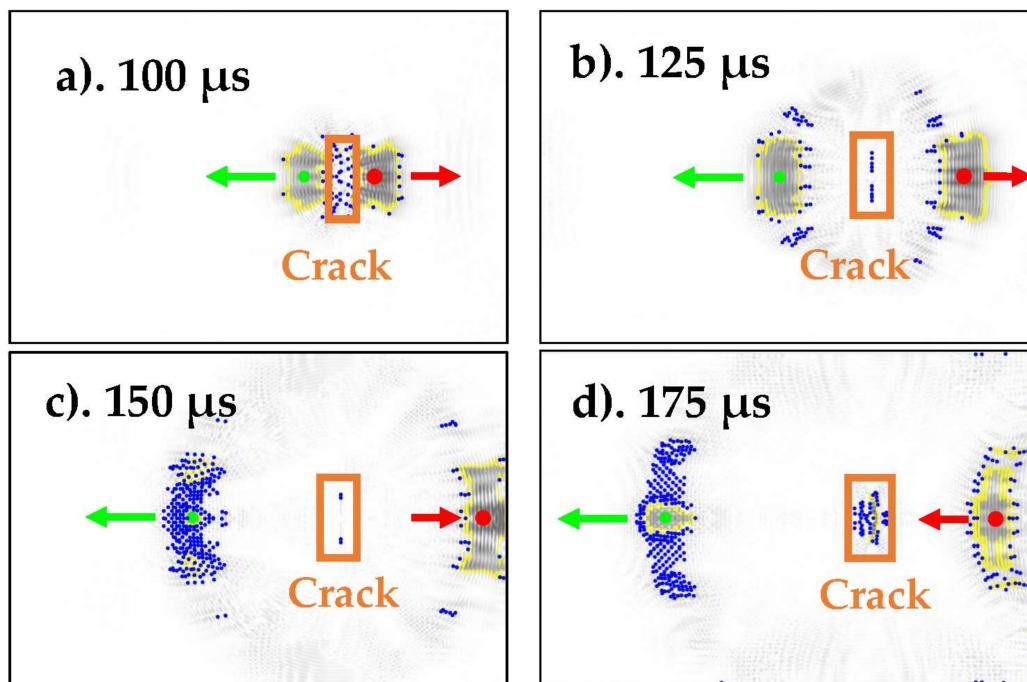 a). 100 μs
Crack
b). 125 μs
Crack
c). 150 μs
Crack
d). 175 μs
Crack